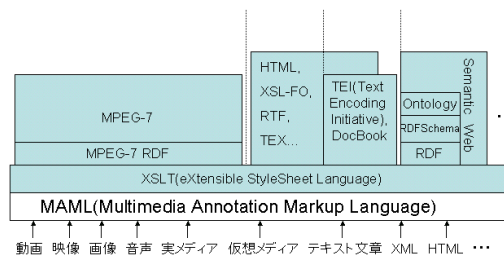 MPEG-7
MPEG-7 RDF
HTML,
XSL-FO,
RTF,
TEX...
TEI(Text
Encoding
Initiative),
DocBook
Ontology
RDFSchema
RDF
Semantic Web
...
XSLT(eXtensible StyleSheet Language)
MAML(Multimedia Annotation Markup Language)
動画 映像 画像 音声 実メディア 仮想メディア テキスト文章 XML HTML …